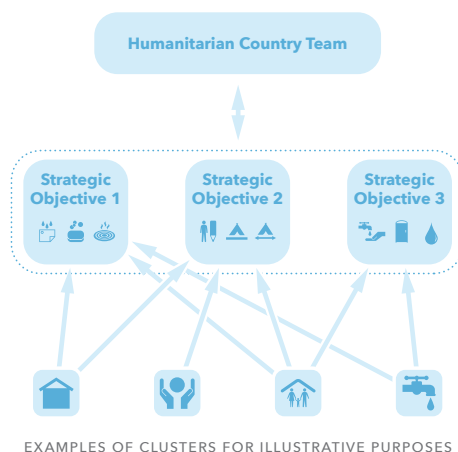 Humanitarian Country Team
Strategic
Objective 1
Strategic
Objective 2
Strategic
Objective 3
EXAMPLES OF CLUSTERS FOR ILLUSTRATIVE PURPOSES